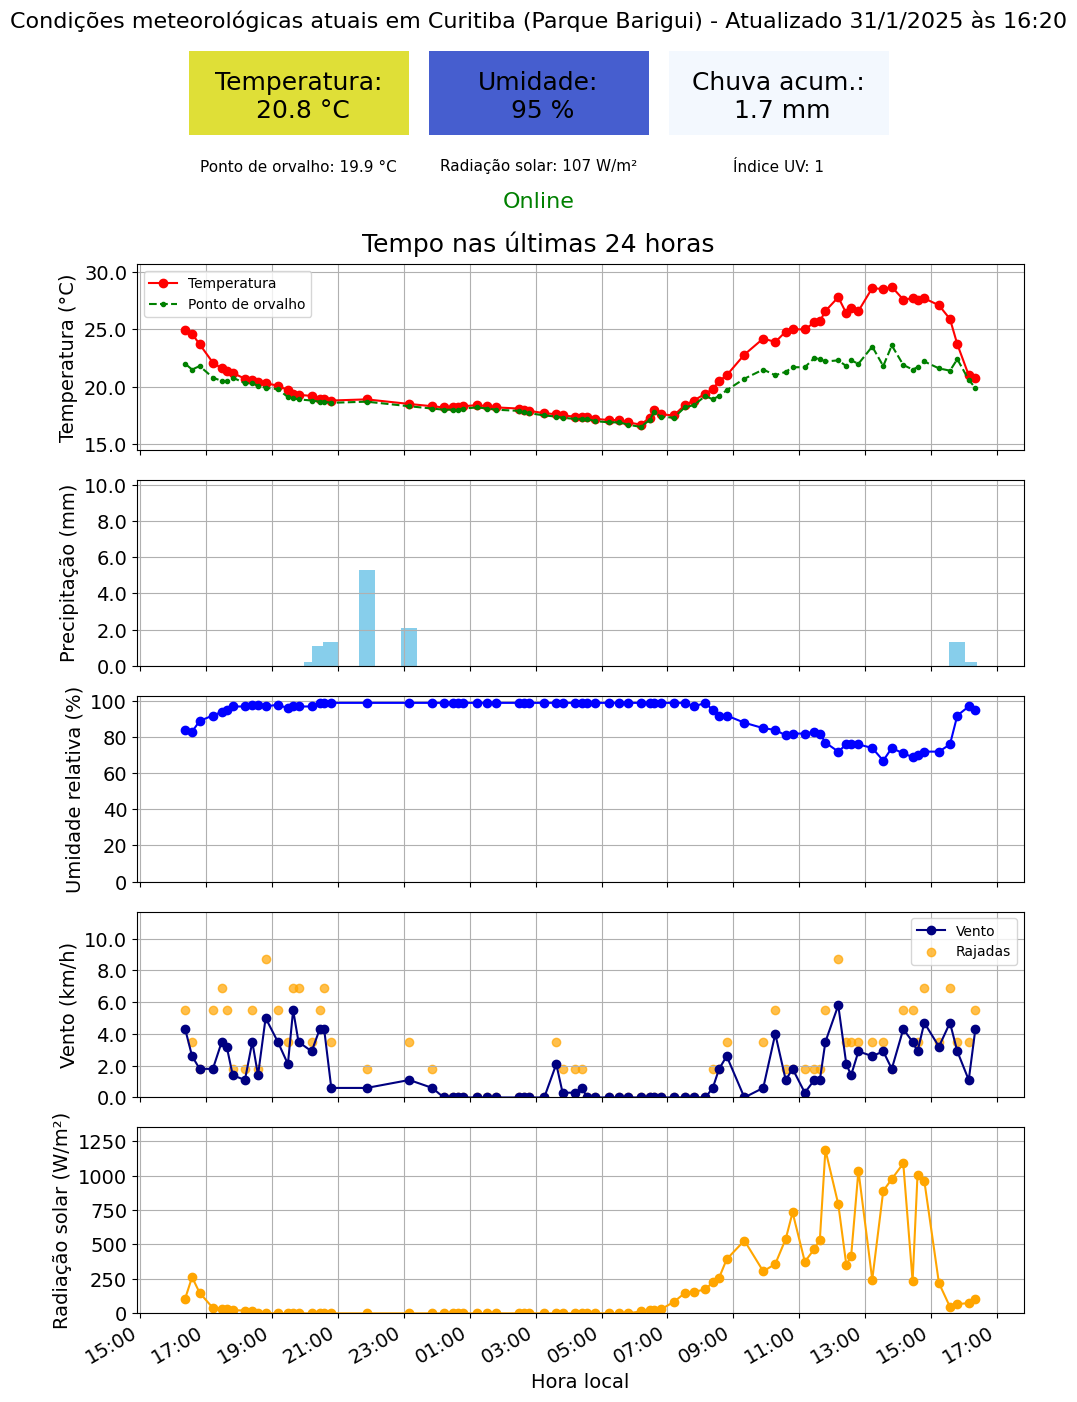 Condições meteorológicas atuais em Curitiba (Parque Barigui) - Atualizado 31/1/2025 às 16:20
Temperatura:
20.8 °C
Umidade:
95 %
Chuva acum.:
1.7 mm
Ponto de orvalho: 19.9 °C
Radiação solar: 107 W/m²
Índice UV: 1
Online
Tempo nas últimas 24 horas
Temperatura (°C)
30.0
25.0
20.0
15.0
Temperatura
Ponto de orvalho
Precipitação (mm)
10.0
8.0
6.0
4.0
2.0
0.0
Umidade relativa (%)
100
80
60
40
20
0
Vento (km/h)
10.0
8.0
6.0
4.0
2.0
0.0
Vento
Rajadas
Radiação solar (W/m²)
1250
1000
750
500
250
0
15:00
17:00
19:00
21:00
23:00
01:00
03:00
05:00
07:00
09:00
11:00
13:00
15:00
17:00
Hora local